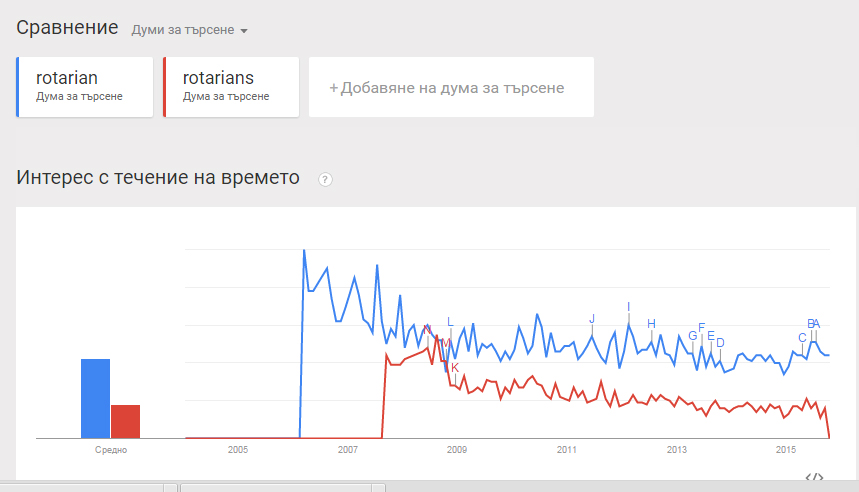 Сравнение Думи за търсене
rotarian
Дума за търсене
rotarians
Дума за търсене
+ Добавяне на дума за търсене
Интерес с течение на времето ?
N
L
M
K
J
I
H
G
F
E
D
C
B
A
Средно
2005 2007 2009 2011 2013 2015
</>